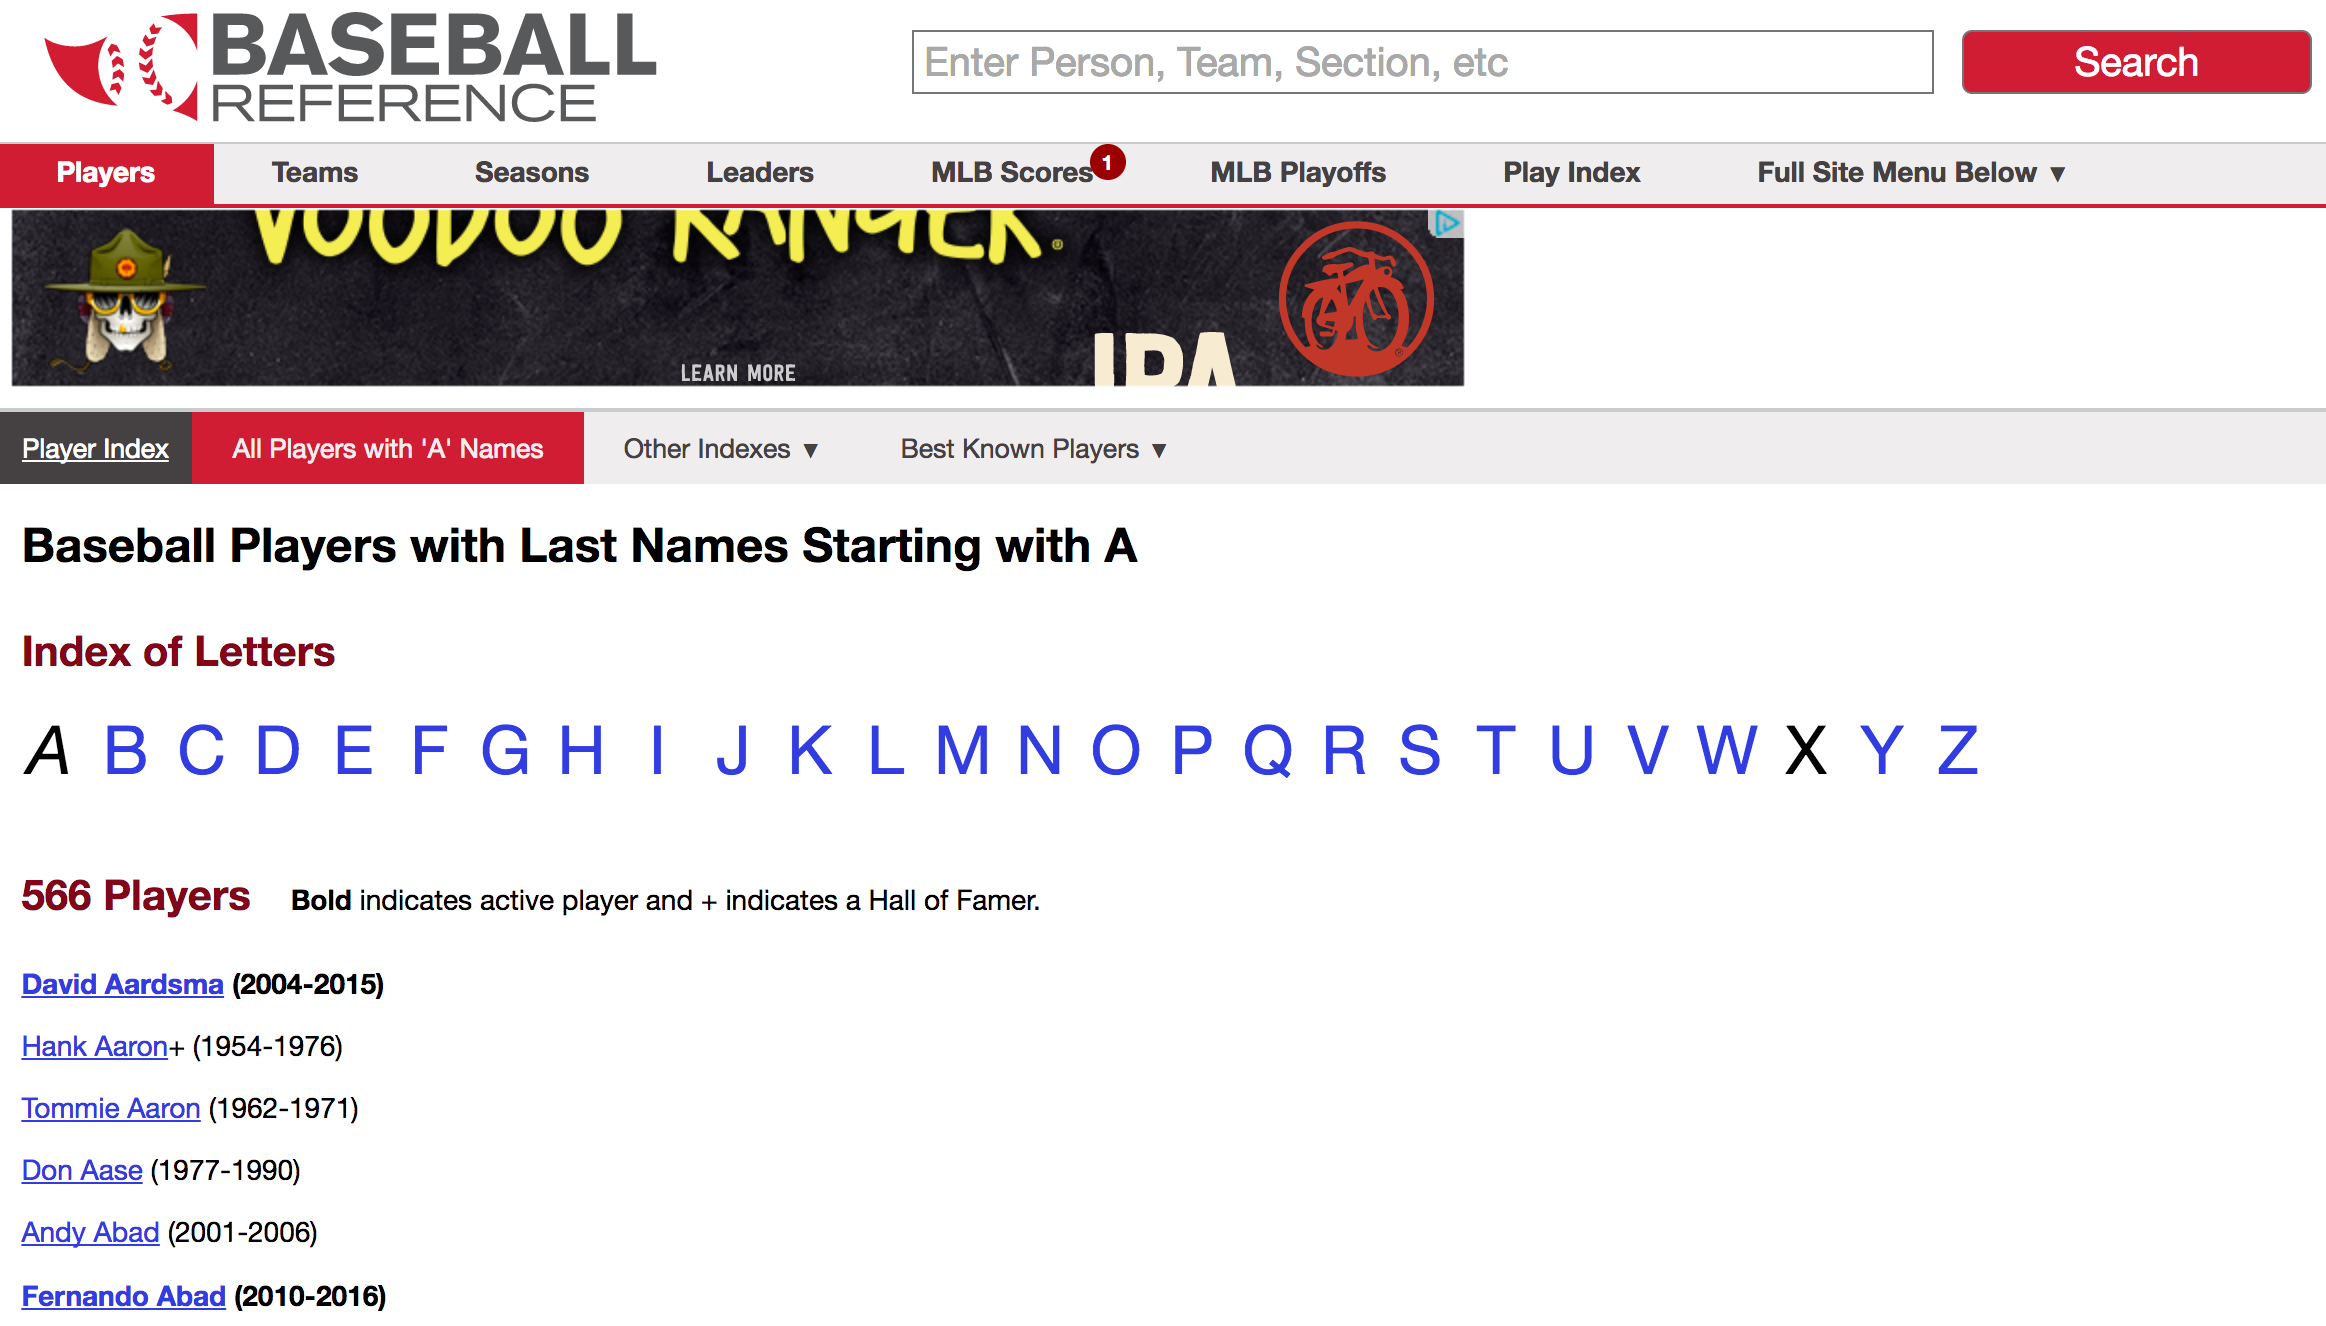 BASEBALL
REFERENCE
Enter Person, Team, Section, etc
Search
Players Teams Seasons Leaders MLB Scores 1 MLB Playoffs Play Index Full Site Menu Below ▼
VOODOO RANGER.®
LEARN MORE
IPA
Player Index All Players with 'A' Names Other Indexes ▼ Best Known Players ▼
Baseball Players with Last Names Starting with A
Index of Letters
A B C D E F G H I J K L M N O P Q R S T U V W X Y Z
566 Players Bold indicates active player and + indicates a Hall of Famer.
David Aardsma (2004-2015)
Hank Aaron+ (1954-1976)
Tommie Aaron (1962-1971)
Don Aase (1977-1990)
Andy Abad (2001-2006)
Fernando Abad (2010-2016)